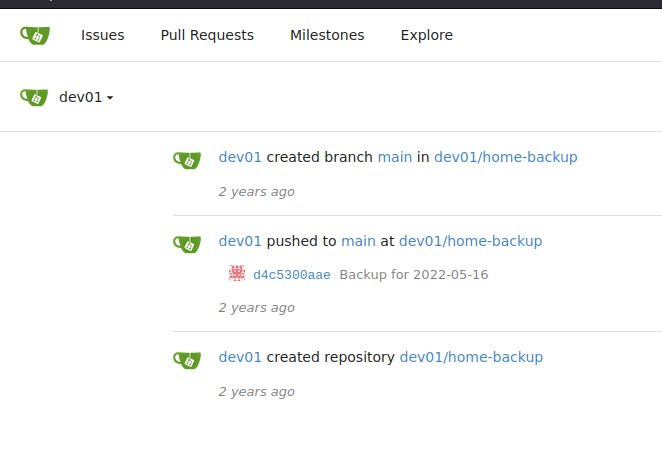 Issues Pull Requests Milestones Explore
dev01
dev01 created branch main in dev01/home-backup
2 years ago
dev01 pushed to main at dev01/home-backup
d4c5300aae Backup for 2022-05-16
2 years ago
dev01 created repository dev01/home-backup
2 years ago